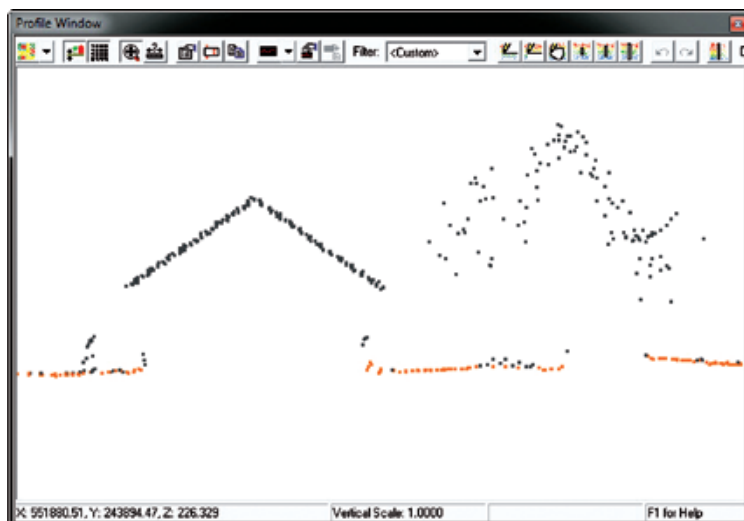 Profile Window
Filter: <Custom>
X: 551880.51, Y: 243894.47, Z: 226.329
Vertical Scale: 1.0000
F1 for Help